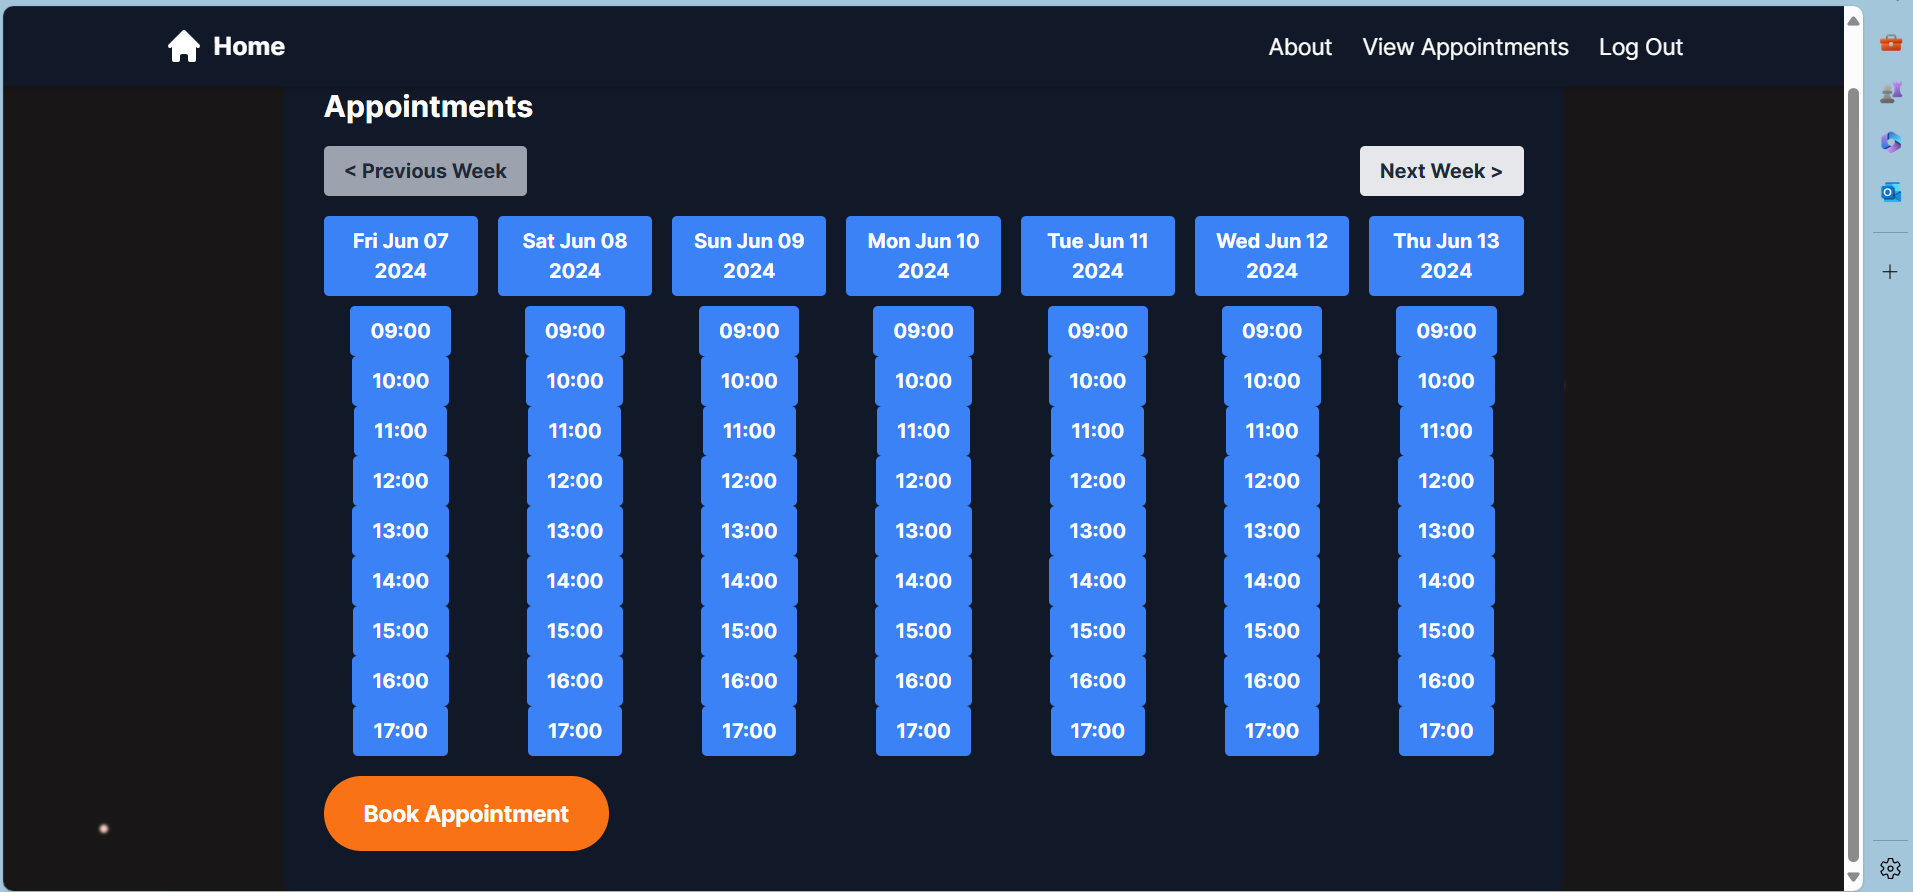 Home
About View Appointments Log Out
Appointments
< Previous Week Next Week >
Fri Jun 07 Sat Jun 08 Sun Jun 09 Mon Jun 10 Tue Jun 11 Wed Jun 12 Thu Jun 13
2024 2024 2024 2024 2024 2024 2024
09:00 09:00 09:00 09:00 09:00 09:00 09:00
10:00 10:00 10:00 10:00 10:00 10:00 10:00
11:00 11:00 11:00 11:00 11:00 11:00 11:00
12:00 12:00 12:00 12:00 12:00 12:00 12:00
13:00 13:00 13:00 13:00 13:00 13:00 13:00
14:00 14:00 14:00 14:00 14:00 14:00 14:00
15:00 15:00 15:00 15:00 15:00 15:00 15:00
16:00 16:00 16:00 16:00 16:00 16:00 16:00
17:00 17:00 17:00 17:00 17:00 17:00 17:00
Book Appointment